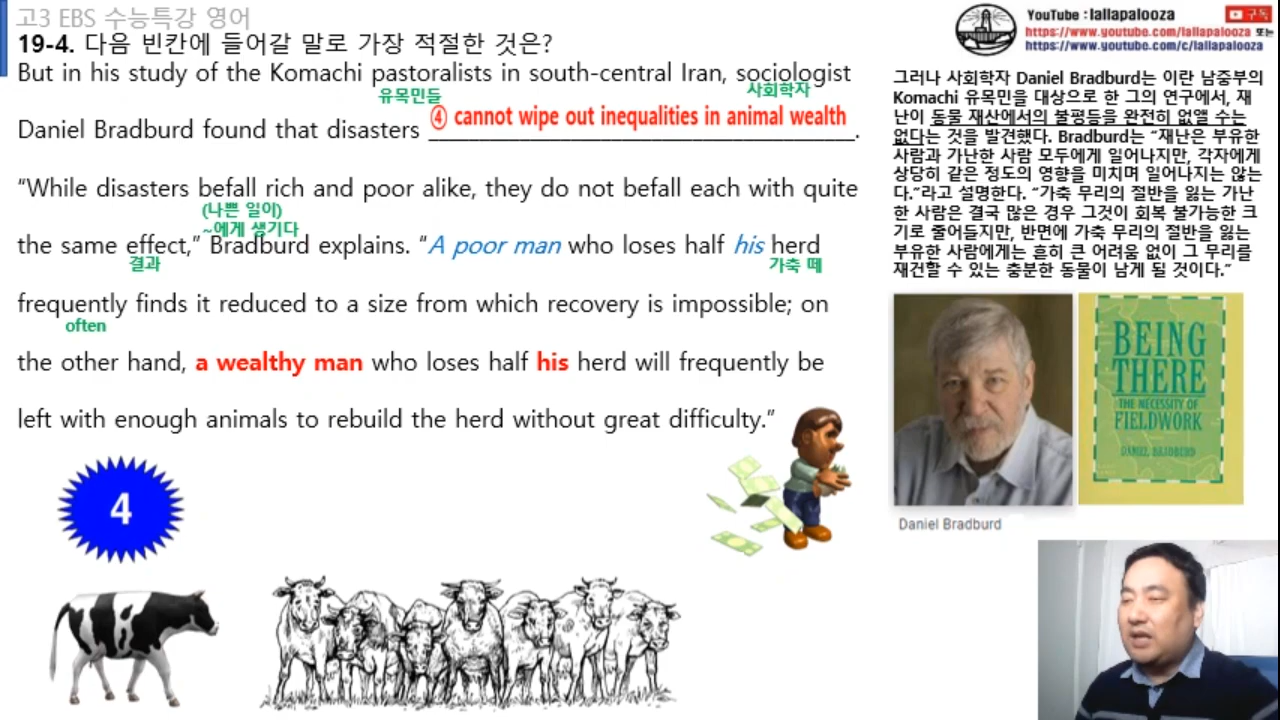 고3 EBS 수능특강 영어
19-4. 다음 빈칸에 들어갈 말로 가장 적절한 것은?
But in his study of the Komachi pastoralists in south-central Iran, sociologist
유목민들
사회학자
④ cannot wipe out inequalities in animal wealth
Daniel Bradburd found that disasters ______.
“While disasters befall rich and poor alike, they do not befall each with quite
(나쁜 일이)
~에게 생기다
the same effect,” Bradburd explains. “A poor man who loses half his herd
결과
가축 떼
frequently finds it reduced to a size from which recovery is impossible; on
often
the other hand, a wealthy man who loses half his herd will frequently be
left with enough animals to rebuild the herd without great difficulty.”
4
YouTube : lallapalooza
구독
https://www.youtube.com/lallapalooza 또는
https://www.youtube.com/c/lallapalooza
그러나 사회학자 Daniel Bradburd는 이란 남중부의
Komachi 유목민을 대상으로 한 그의 연구에서, 재
난이 동물 재산에서의 불평등을 완전히 없앨 수는
없다는 것을 발견했다. Bradburd는 “재난은 부유한
사람과 가난한 사람 모두에게 일어나지만, 각자에게
상당히 같은 정도의 영향을 미치며 일어나지는 않는
다.”라고 설명한다. “가축 무리의 절반을 잃는 가난
한 사람은 결국 많은 경우 그것이 회복 불가능한 크
기로 줄어들지만, 반면에 가축 무리의 절반을 잃는
부유한 사람에게는 흔히 큰 어려움 없이 그 무리를
재건할 수 있는 충분한 동물이 남게 될 것이다.”
BEING
THERE
THE NECESSITY OF
FIELDWORK
DANIEL BRADBURD
Daniel Bradburd